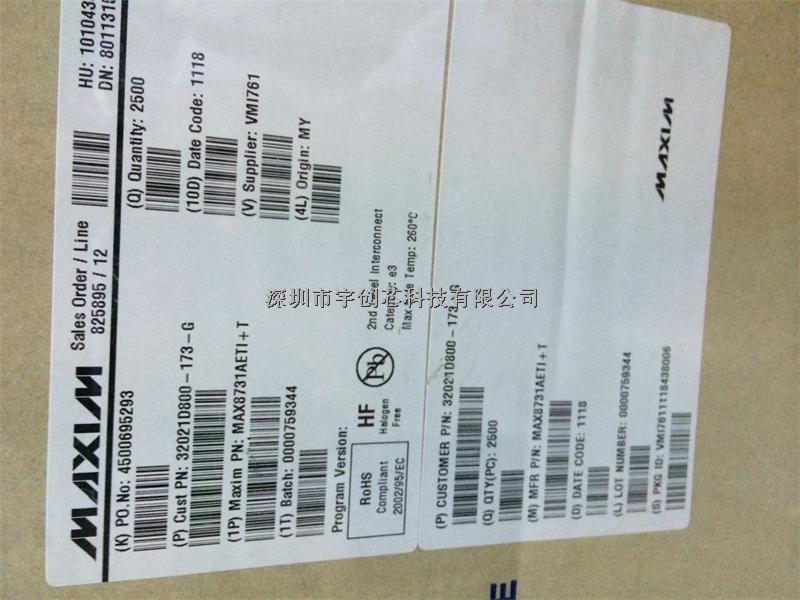 MAXIM
Sales Order / Line
825895 / 12
HU: 101043
DN: 8011315
(K) PO.No: 4500695293
(P) Cust PN: 32021D800-173-G
(1P) Maxim PN: MAX8731AETI+T
(1T) Batch: 0000759344
Program Version:
(Q) Quantity: 2500
(10D) Date Code: 1118
(V) Supplier: VMI761
(4L) Origin: MY
RoHS
Compliant
2002/95/EC
HF
Halogen
Free
Pb
2nd Level Interconnect
e3
Temp: 260°C
深圳市宇创芯科技有限公司
MAXIM
(P) CUSTOMER P/N: 32021D800-173-G
(Q) QTY(PC): 2500
(M) MFR P/N: MAX8731AETI+T
(D) DATE CODE: 1118
(L) LOT NUMBER: 0000759344
(S) PKG ID: VMI76111118438006
E